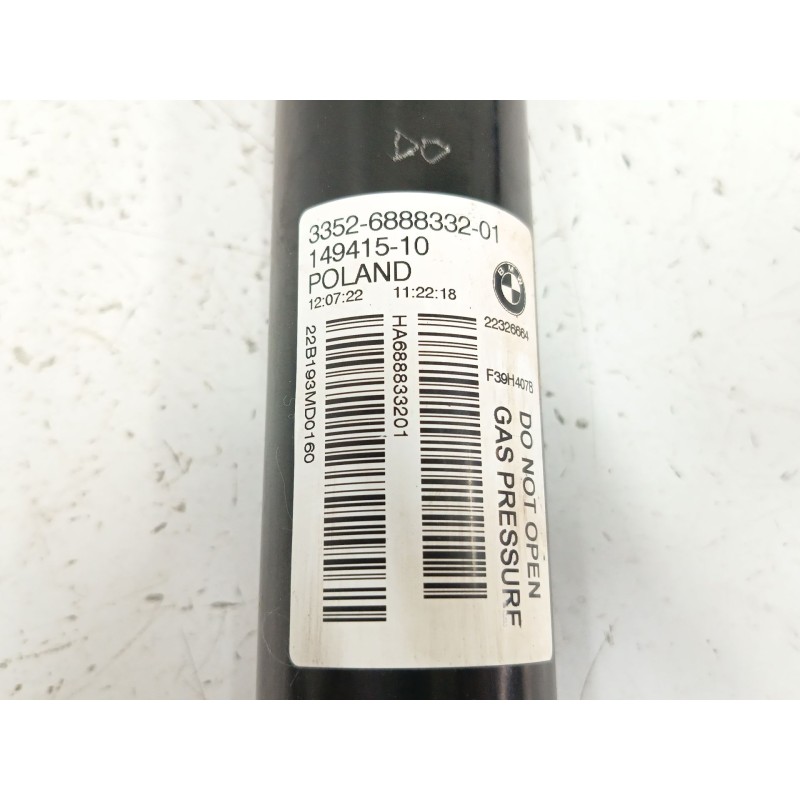 DO
3352-6888332-01
149415-10
POLAND
12:07:22 11:22:18
BMW
22326664
F39H4078
22B193MD0160
HA688833201
DO NOT OPEN
GAS PRESSURE